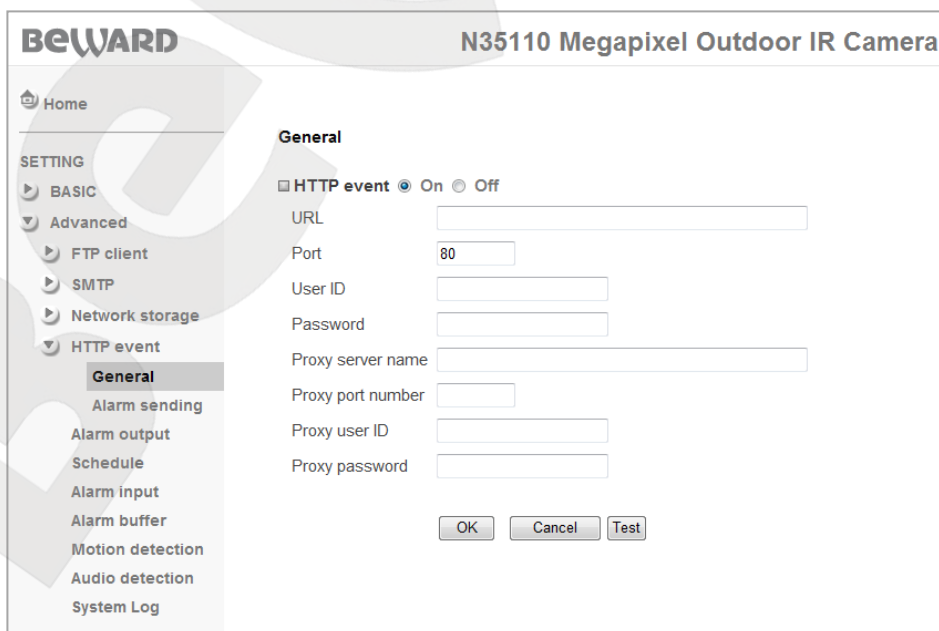 BEWARD
N35110 Megapixel Outdoor IR Camera
Home
SETTING
BASIC
Advanced
FTP client
SMTP
Network storage
HTTP event
General
Alarm sending
Alarm output
Schedule
Alarm input
Alarm buffer
Motion detection
Audio detection
System Log
General
HTTP event On Off
URL
Port 80
User ID
Password
Proxy server name
Proxy port number
Proxy user ID
Proxy password
OK Cancel Test